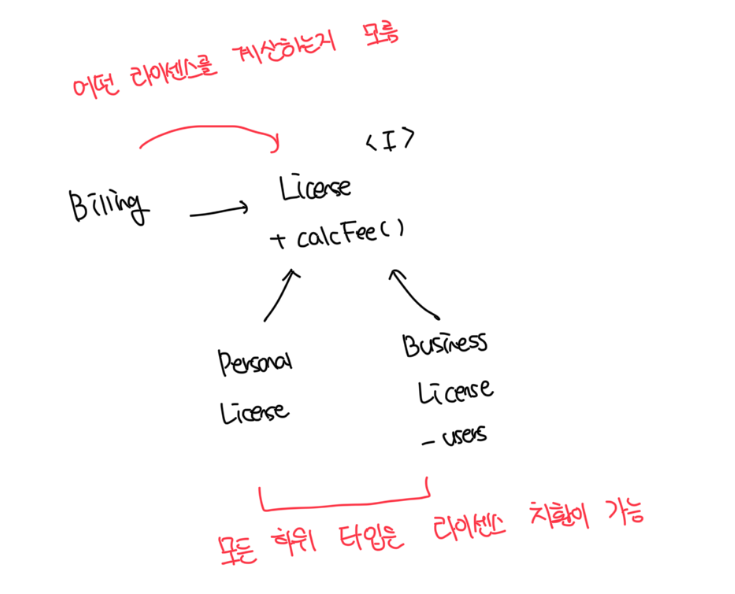 어떤 라이센스를 계산하는지 모름
<I>
Billing
License
+ calcFee()
Personal
License
Business
License
- users
모든 하위 타입은 라이센스 치환이 가능